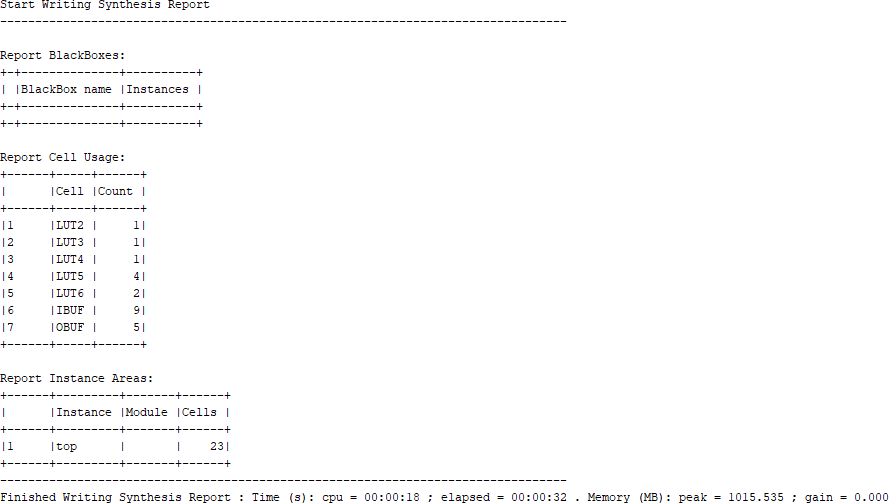 Start Writing Synthesis Report
---------------------------------------------------------------------------------
Report BlackBoxes:
+-+--------------+----------+
| |BlackBox name |Instances |
+-+--------------+----------+
+-+--------------+----------+
Report Cell Usage:
+------+-----+------+
|      |Cell |Count |
+------+-----+------+
|1     |LUT2 |     1|
|2     |LUT3 |     1|
|3     |LUT4 |     1|
|4     |LUT5 |     4|
|5     |LUT6 |     2|
|6     |IBUF |     9|
|7     |OBUF |     5|
+------+-----+------+
Report Instance Areas:
+------+---------+-------+------+
|      |Instance |Module |Cells |
+------+---------+-------+------+
|1     |top      |       |    23|
+------+---------+-------+------+
---------------------------------------------------------------------------------
Finished Writing Synthesis Report : Time (s): cpu = 00:00:18 ; elapsed = 00:00:32 . Memory (MB): peak = 1015.535 ; gain = 0.000